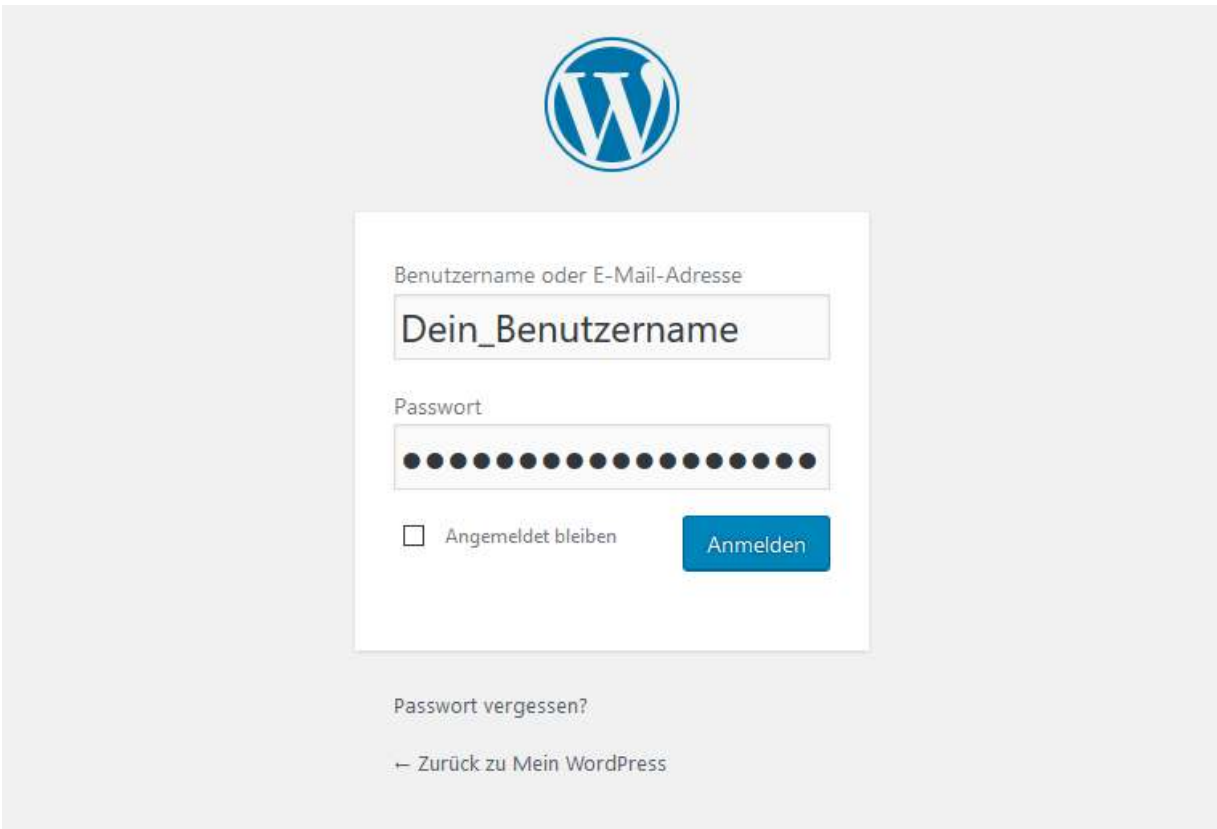 Benutzername oder E-Mail-Adresse
Dein_Benutzername
Passwort
●●●●●●●●●●●●●●●●●●
Angemeldet bleiben
Anmelden
Passwort vergessen?
← Zurück zu Mein WordPress